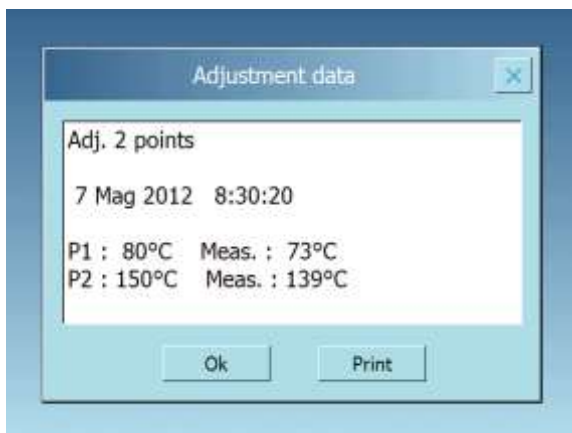 Adjustment data
Adj. 2 points
7 Mag 2012 8:30:20
P1 : 80°C Meas. : 73°C
P2 : 150°C Meas. : 139°C
Ok Print